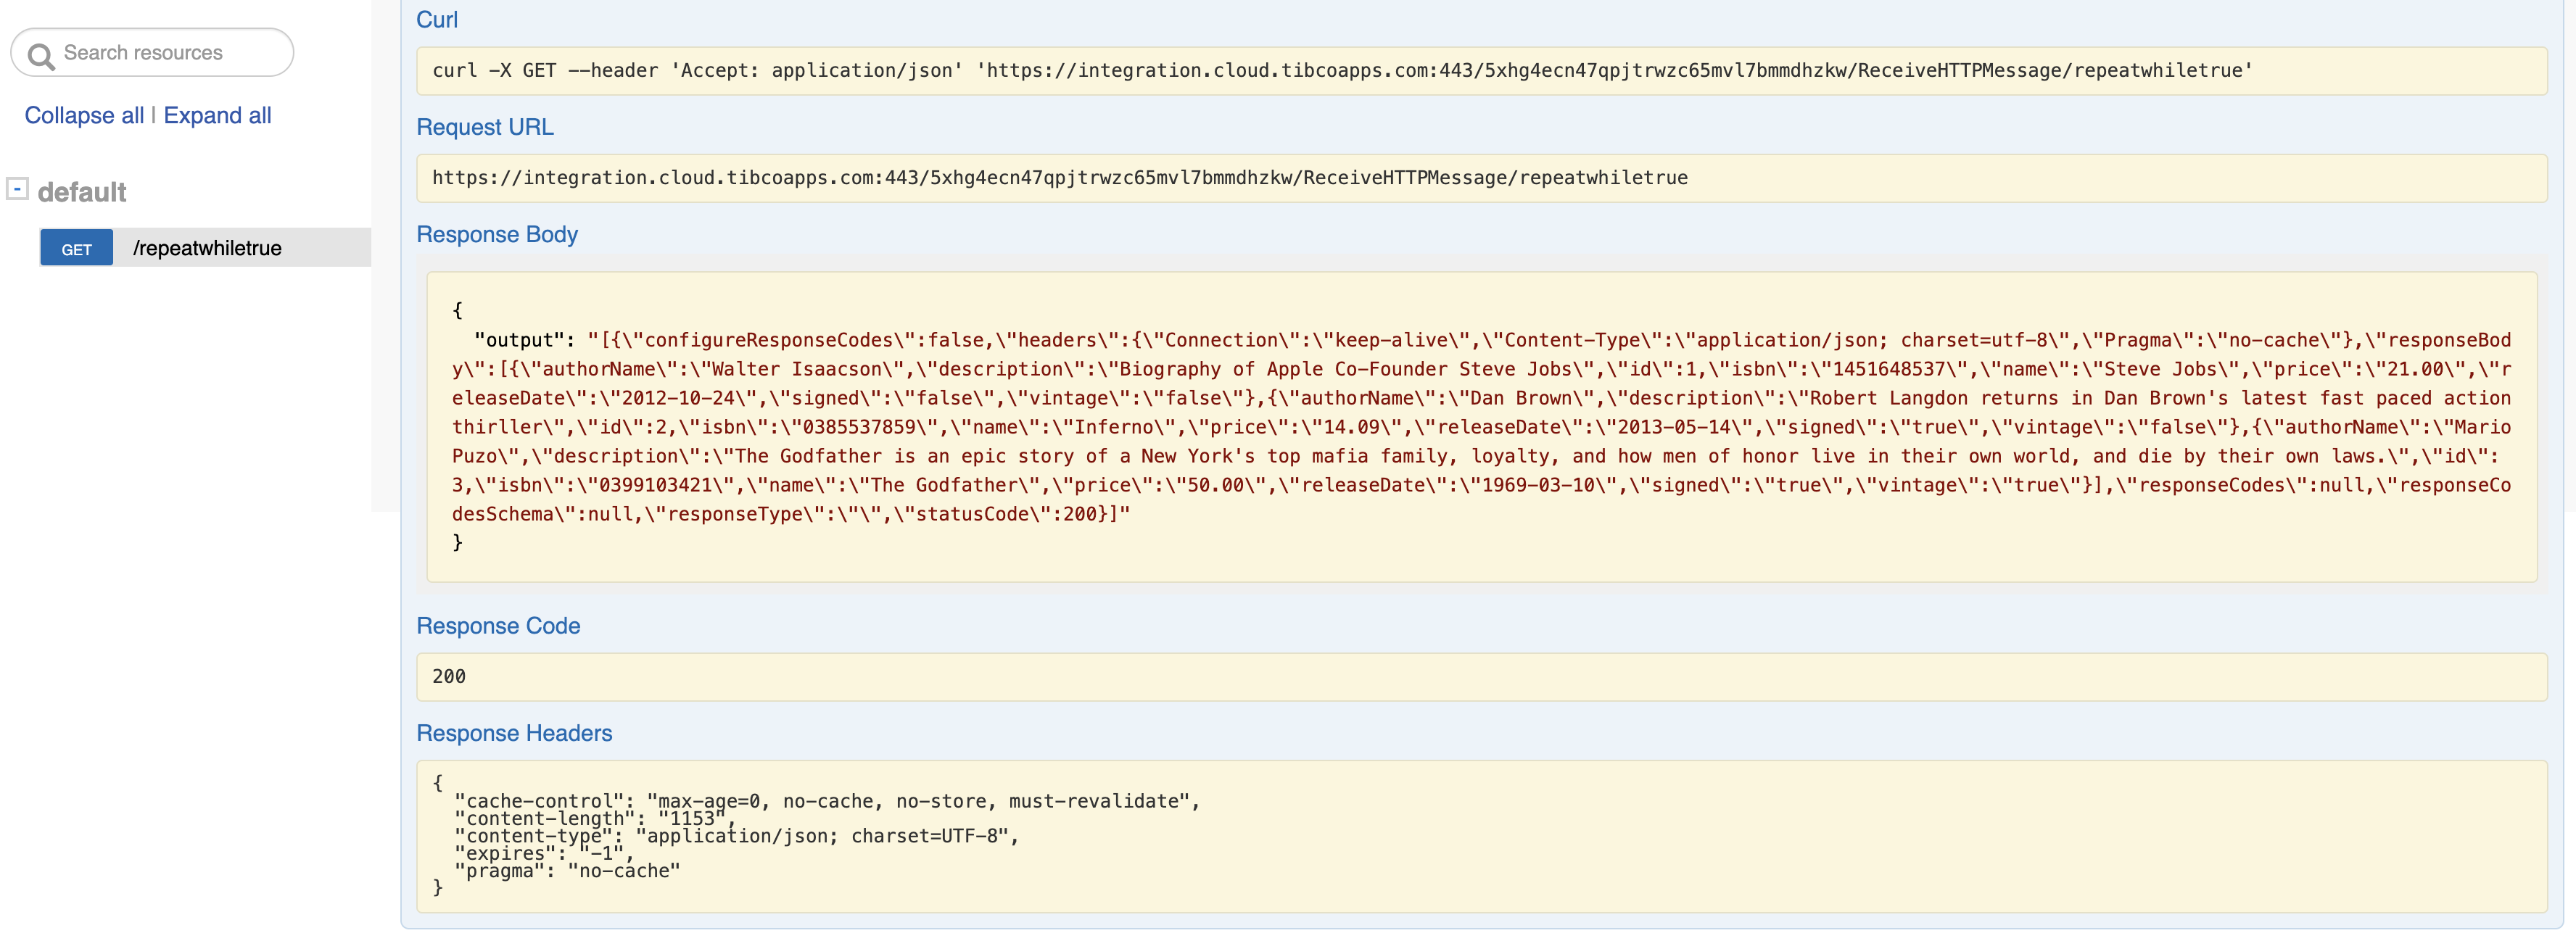 Search resources
Collapse all | Expand all
- default
GET /repeatwhiletrue
Curl
curl -X GET --header 'Accept: application/json' 'https://integration.cloud.tibcoapps.com:443/5xhg4ecn47qpjtrwzc65mvl7bmmdhzkw/ReceiveHTTPMessage/repeatwhiletrue'
Request URL
https://integration.cloud.tibcoapps.com:443/5xhg4ecn47qpjtrwzc65mvl7bmmdhzkw/ReceiveHTTPMessage/repeatwhiletrue
Response Body
{
"output": "[{\"configureResponseCodes\":false,\"headers\":{\"Connection\":\"keep-alive\",\"Content-Type\":\"application/json; charset=utf-8\",\"Pragma\":\"no-cache\"},\"responseBod
y\":[{\"authorName\":\"Walter Isaacson\",\"description\":\"Biography of Apple Co-Founder Steve Jobs\",\"id\":1,\"isbn\":\"1451648537\",\"name\":\"Steve Jobs\",\"price\":\"21.00\",\"r
eleaseDate\":\"2012-10-24\",\"signed\":\"false\",\"vintage\":\"false\"},{\"authorName\":\"Dan Brown\",\"description\":\"Robert Langdon returns in Dan Brown's latest fast paced action
thirller\",\"id\":2,\"isbn\":\"0385537859\",\"name\":\"Inferno\",\"price\":\"14.09\",\"releaseDate\":\"2013-05-14\",\"signed\":\"true\",\"vintage\":\"false\"},{\"authorName\":\"Mario
Puzo\",\"description\":\"The Godfather is an epic story of a New York's top mafia family, loyalty, and how men of honor live in their own world, and die by their own laws.\",\"id\":
3,\"isbn\":\"0399103421\",\"name\":\"The Godfather\",\"price\":\"50.00\",\"releaseDate\":\"1969-03-10\",\"signed\":\"true\",\"vintage\":\"true\"}],\"responseCodes\":null,\"responseCo
desSchema\":null,\"responseType\":\"\",\"statusCode\":200}]"
}
Response Code
200
Response Headers
{
"cache-control": "max-age=0, no-cache, no-store, must-revalidate",
"content-length": "1153",
"content-type": "application/json; charset=UTF-8",
"expires": "-1",
"pragma": "no-cache"
}